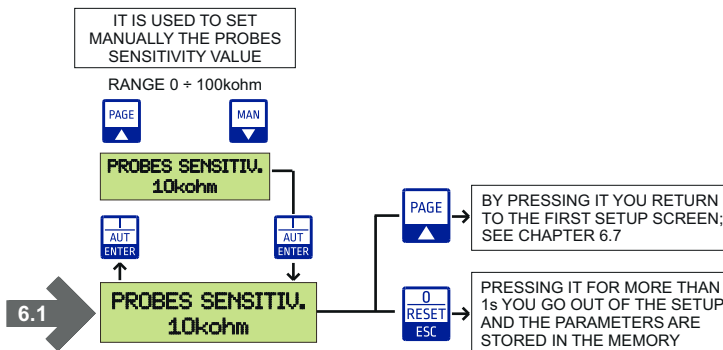 IT IS USED TO SET
MANUALLY THE PROBES
SENSITIVITY VALUE
RANGE 0 ÷ 100kohm
PAGE
MAN
PROBES SENSITIV.
10kohm
I
AUT
ENTER
I
AUT
ENTER
6.1
PROBES SENSITIV.
10kohm
PAGE
BY PRESSING IT YOU RETURN
TO THE FIRST SETUP SCREEN;
SEE CHAPTER 6.7
0
RESET
ESC
PRESSING IT FOR MORE THAN
1s YOU GO OUT OF THE SETUP
AND THE PARAMETERS ARE
STORED IN THE MEMORY